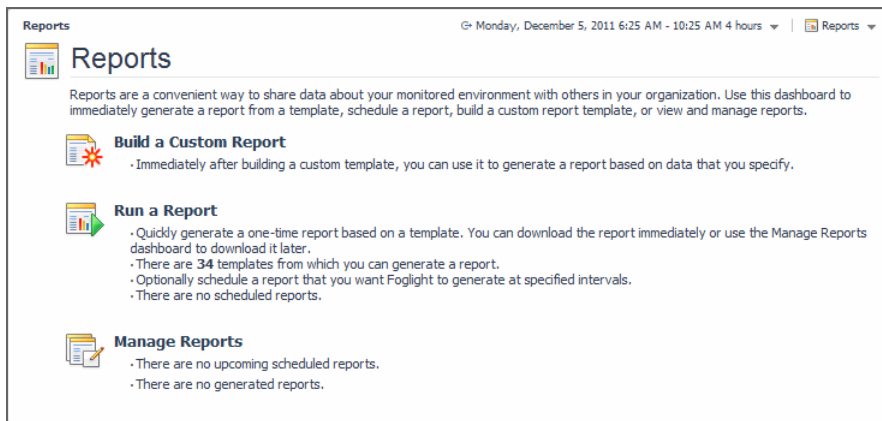 Reports
Monday, December 5, 2011 6:25 AM - 10:25 AM 4 hours
Reports
Reports
Reports are a convenient way to share data about your monitored environment with others in your organization. Use this dashboard to
immediately generate a report from a template, schedule a report, build a custom report template, or view and manage reports.
Build a Custom Report
·Immediately after building a custom template, you can use it to generate a report based on data that you specify.
Run a Report
·Quickly generate a one-time report based on a template. You can download the report immediately or use the Manage Reports
dashboard to download it later.
·There are 34 templates from which you can generate a report.
·Optionally schedule a report that you want Foglight to generate at specified intervals.
·There are no scheduled reports.
Manage Reports
·There are no upcoming scheduled reports.
·There are no generated reports.